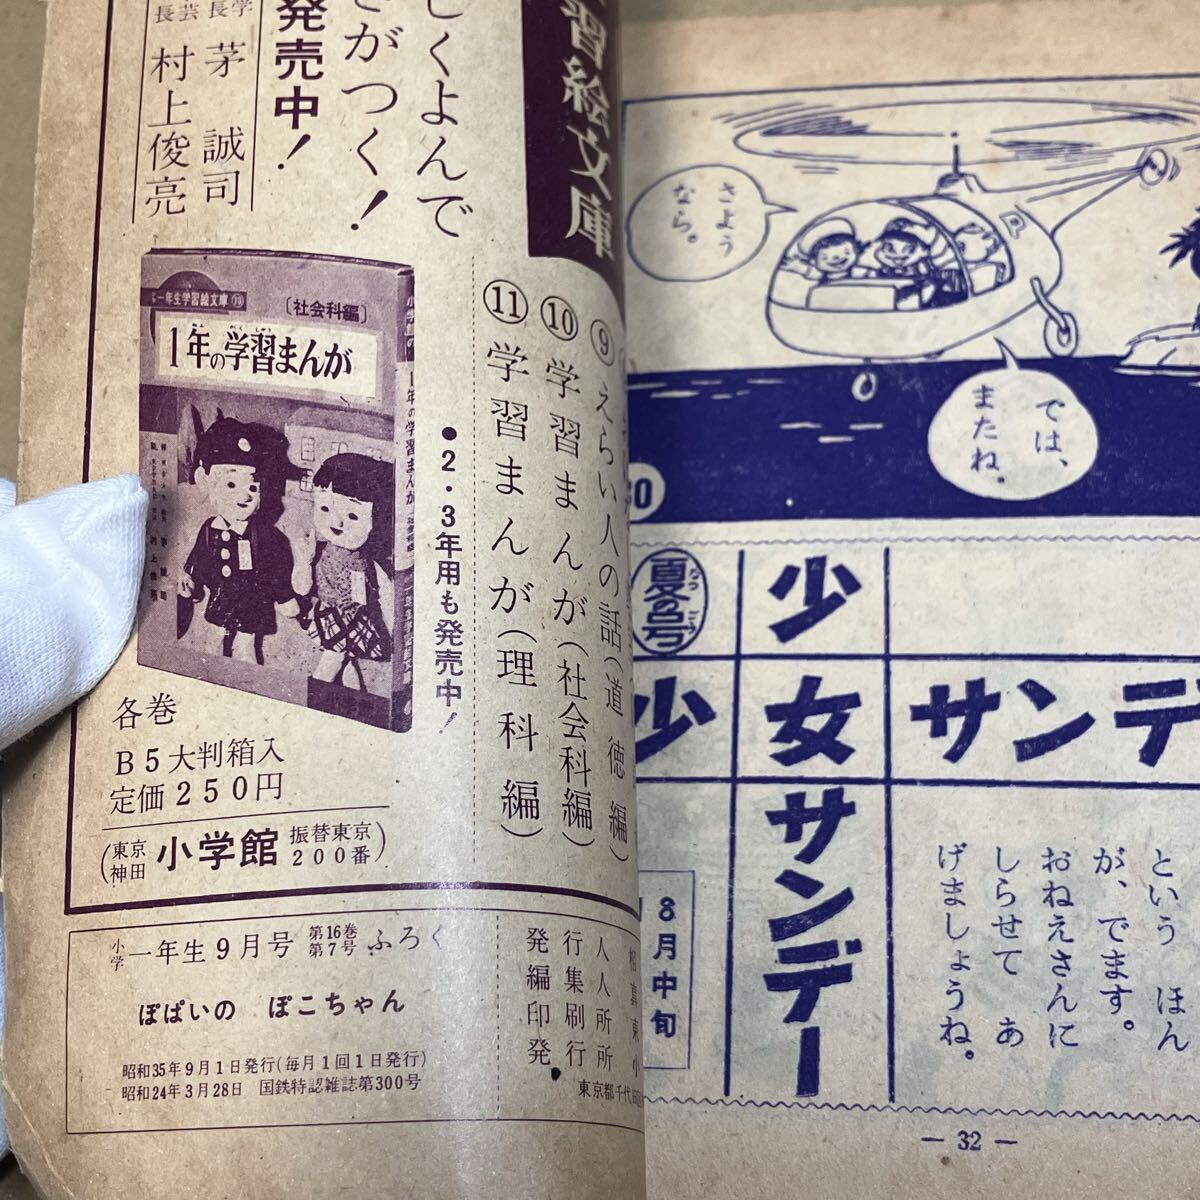 習絵文庫
しくよんで
がつく！
発売中！
長学
茅誠司
長芸
村上俊亮
⑨えらい人の話（道徳編）
⑩学習まんが（社会科編）
⑪学習まんが（理科編）
●2・3年用も発売中！
一年生学習絵文庫⑩
〔社会科編〕
1年の学習まんが
1年の学習まんが
各巻
B5大判箱入
定価250円
（東京神田 小学館 振替東京200番）
小学一年生9月号 第16巻第7号 ふろく
ぽぱいの ぽこちゃん
昭和35年9月1日発行（毎月1回1日発行）
昭和24年3月28日 国鉄特認雑誌第300号
発行人
編集人
印刷所
発行所
東京都千代田
さようなら。
では、またね。
30
夏の号
なつ ごう
少女サンデー
少女サンデ
8月中旬
という ほん
が、でます。
おねえさんに
しらせて あ
げましょうね。
— 32 —